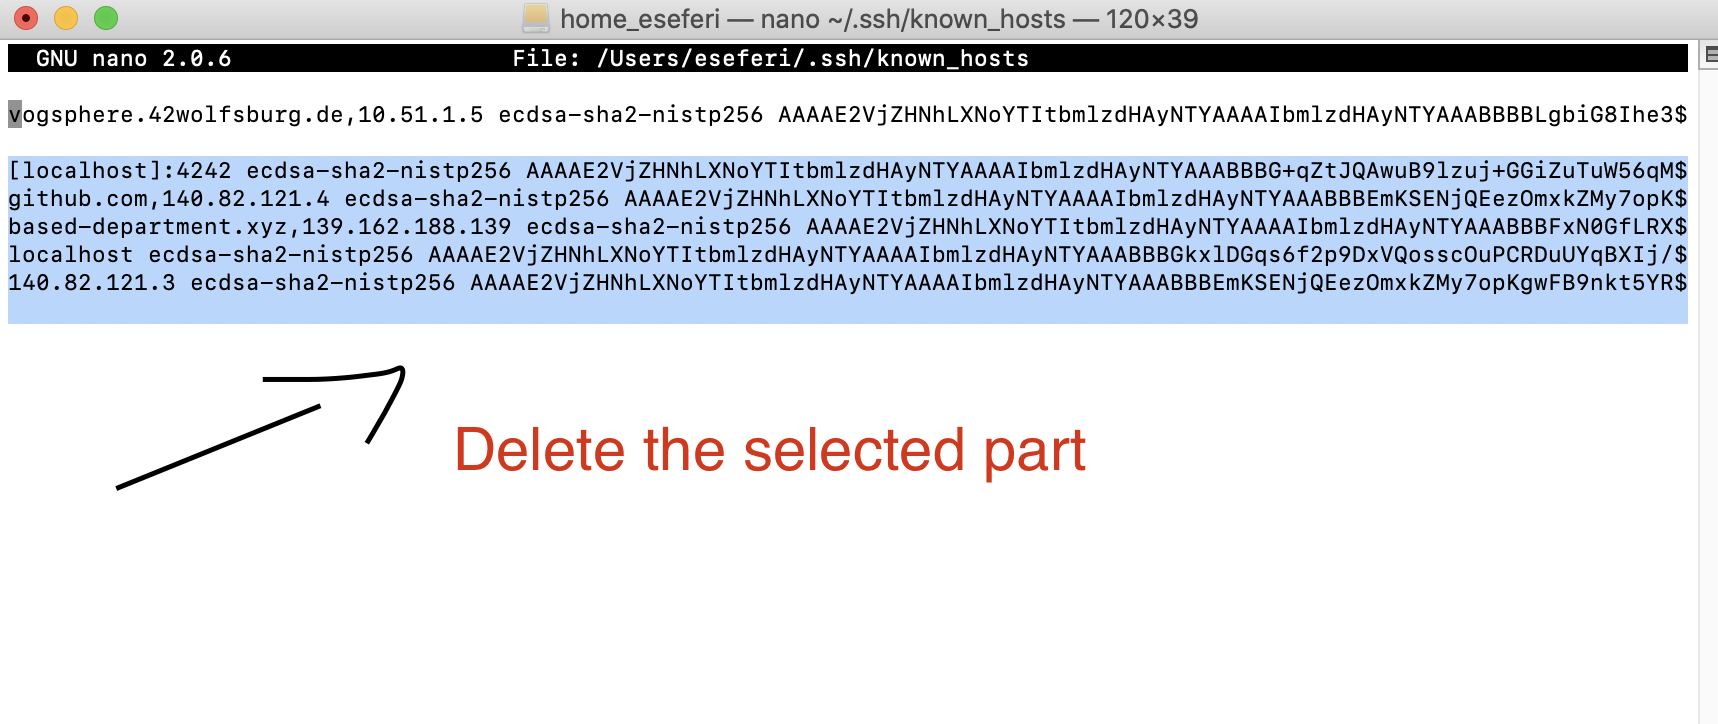 home_eseferi — nano ~/.ssh/known_hosts — 120×39
GNU nano 2.0.6 File: /Users/eseferi/.ssh/known_hosts
vogsphere.42wolfsburg.de,10.51.1.5 ecdsa-sha2-nistp256 AAAAE2VjZHNhLXNoYTItbmlzdHAyNTYAAAAIbmlzdHAyNTYAAABBBBLgbiG8Ihe3$
[localhost]:4242 ecdsa-sha2-nistp256 AAAAE2VjZHNhLXNoYTItbmlzdHAyNTYAAAAIbmlzdHAyNTYAAABBBG+qZtJQAwuB9lzuj+GGiZuTuW56qM$
github.com,140.82.121.4 ecdsa-sha2-nistp256 AAAAE2VjZHNhLXNoYTItbmlzdHAyNTYAAAAIbmlzdHAyNTYAAABBBEmKSENjQEezOmxkZMy7opK$
based-department.xyz,139.162.188.139 ecdsa-sha2-nistp256 AAAAE2VjZHNhLXNoYTItbmlzdHAyNTYAAAAIbmlzdHAyNTYAAABBBFxN0GfLRX$
localhost ecdsa-sha2-nistp256 AAAAE2VjZHNhLXNoYTItbmlzdHAyNTYAAAAIbmlzdHAyNTYAAABBBGkxlDGqs6f2p9DxVQosscOuPCRDuUYqBXIj/$
140.82.121.3 ecdsa-sha2-nistp256 AAAAE2VjZHNhLXNoYTItbmlzdHAyNTYAAAAIbmlzdHAyNTYAAABBBEmKSENjQEezOmxkZMy7opKgwFB9nkt5YR$
Delete the selected part